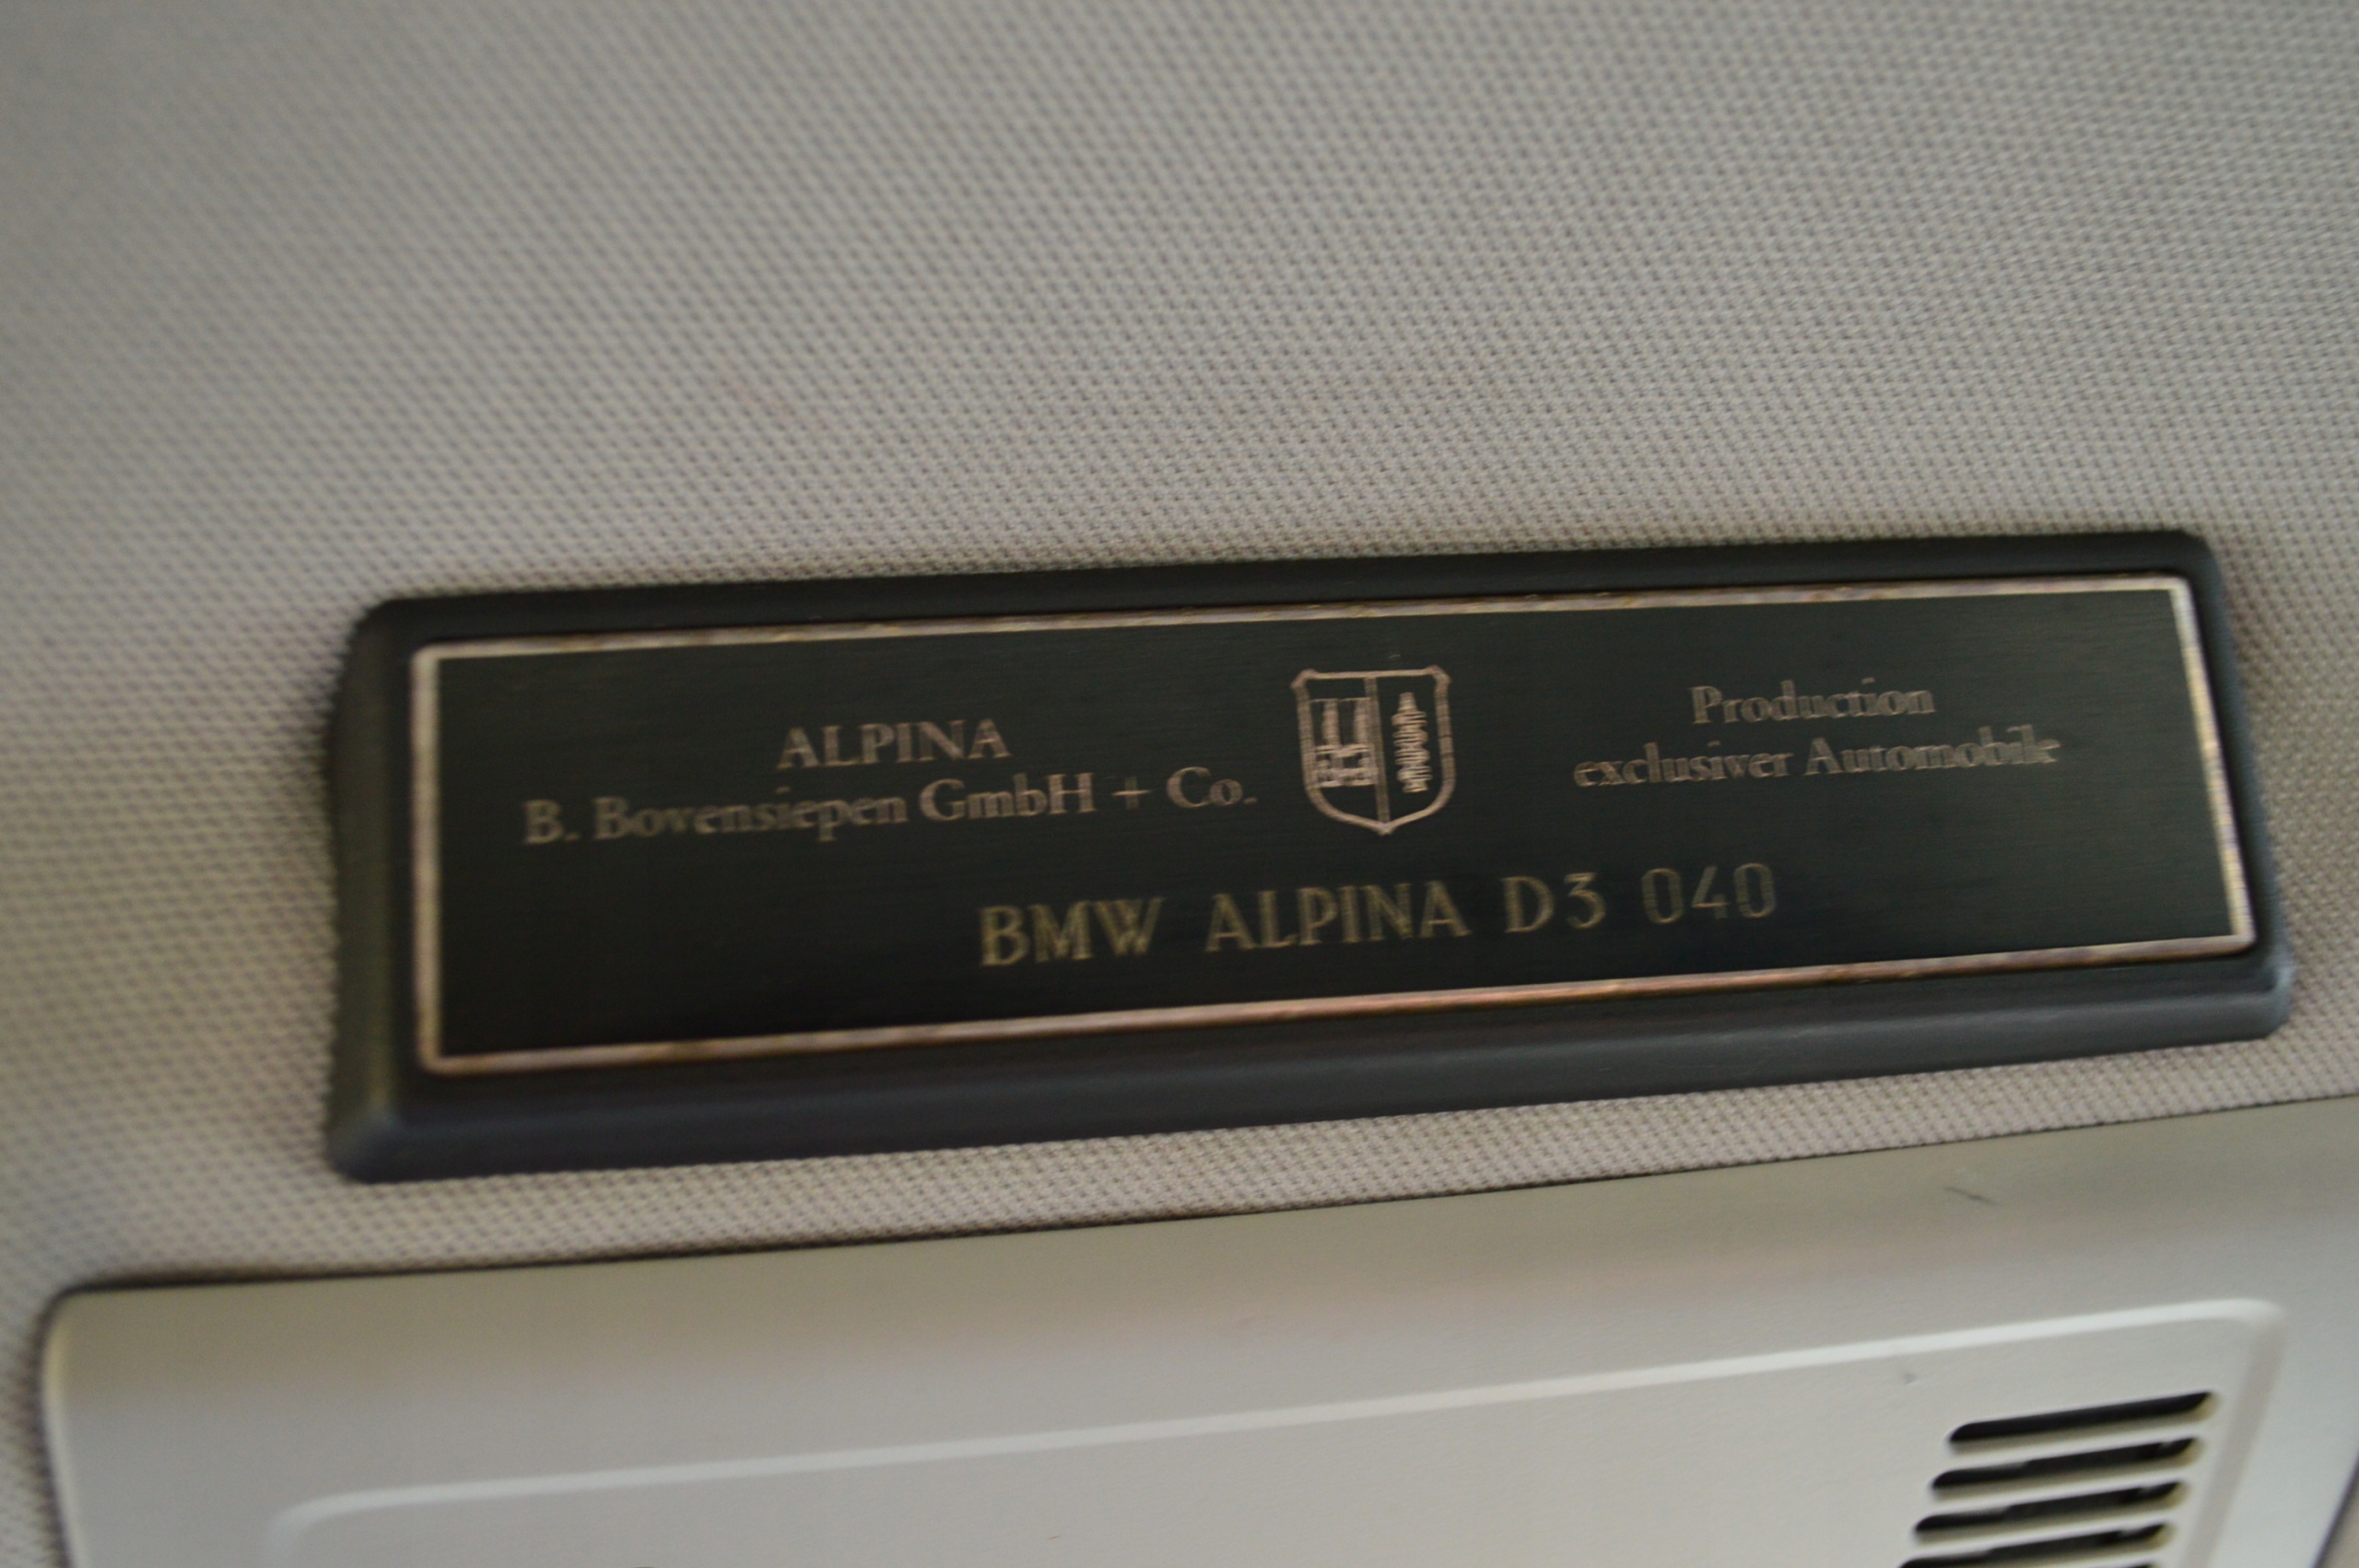 ALPINA
B. Bovensiepen GmbH + Co.
Production
exclusiver Automobile
BMW ALPINA D3 040